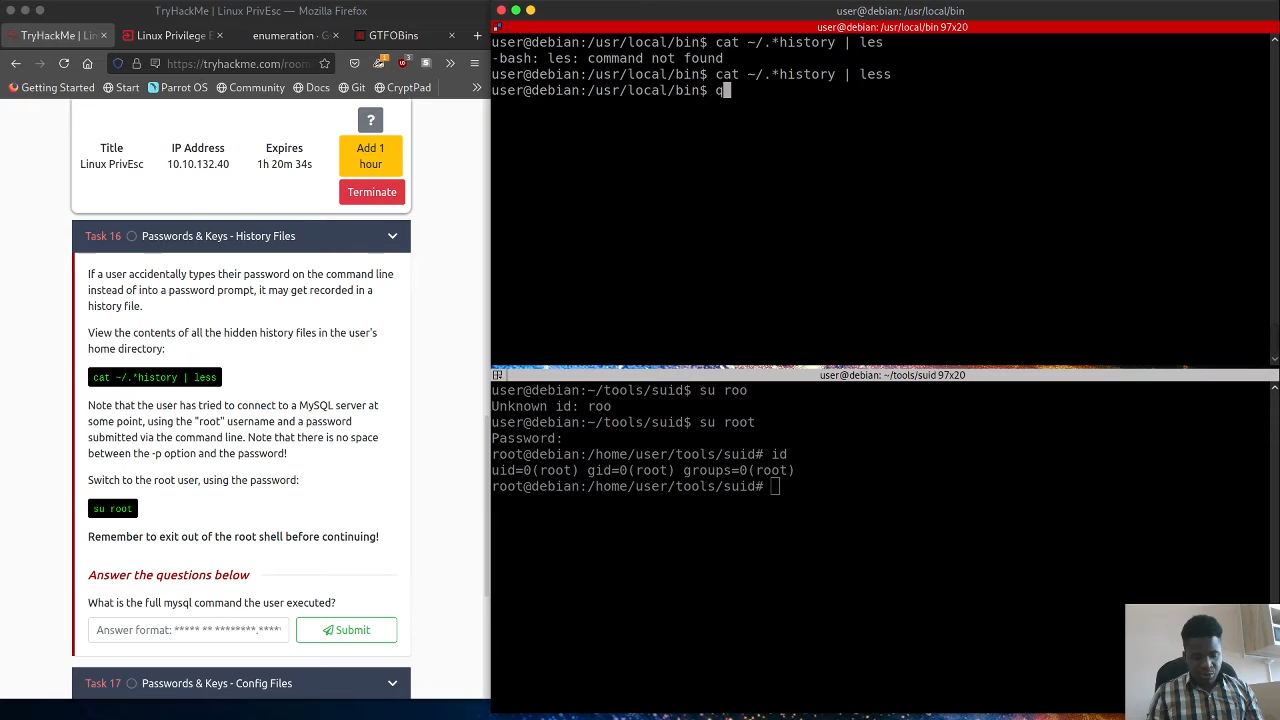 TryHackMe | Linux PrivEsc — Mozilla Firefox
TryHackMe | Lin
Linux Privilege E
enumeration - G
GTFOBins
https://tryhackme.com/room
Getting Started
Start
Parrot OS
Community
Docs
Git
CryptPad
?
Title
IP Address
Expires
Linux PrivEsc
10.10.132.40
1h 20m 34s
Add 1
hour
Terminate
Task 16
Passwords & Keys - History Files
If a user accidentally types their password on the command line
instead of into a password prompt, it may get recorded in a
history file.
View the contents of all the hidden history files in the user's
home directory:
cat ~/.*history | less
Note that the user has tried to connect to a MySQL server at
some point, using the "root" username and a password
submitted via the command line. Note that there is no space
between the -p option and the password!
Switch to the root user, using the password:
su root
Remember to exit out of the root shell before continuing!
Answer the questions below
What is the full mysql command the user executed?
Answer format: ***** ** ********.****
Submit
Task 17
Passwords & Keys - Config Files
user@debian: /usr/local/bin
user@debian: /usr/local/bin 97x20
user@debian:/usr/local/bin$ cat ~/.*history | les
-bash: les: command not found
user@debian:/usr/local/bin$ cat ~/.*history | less
user@debian:/usr/local/bin$ q
user@debian: ~/tools/suid 97x20
user@debian:~/tools/suid$ su roo
Unknown id: roo
user@debian:~/tools/suid$ su root
Password:
root@debian:/home/user/tools/suid# id
uid=0(root) gid=0(root) groups=0(root)
root@debian:/home/user/tools/suid#